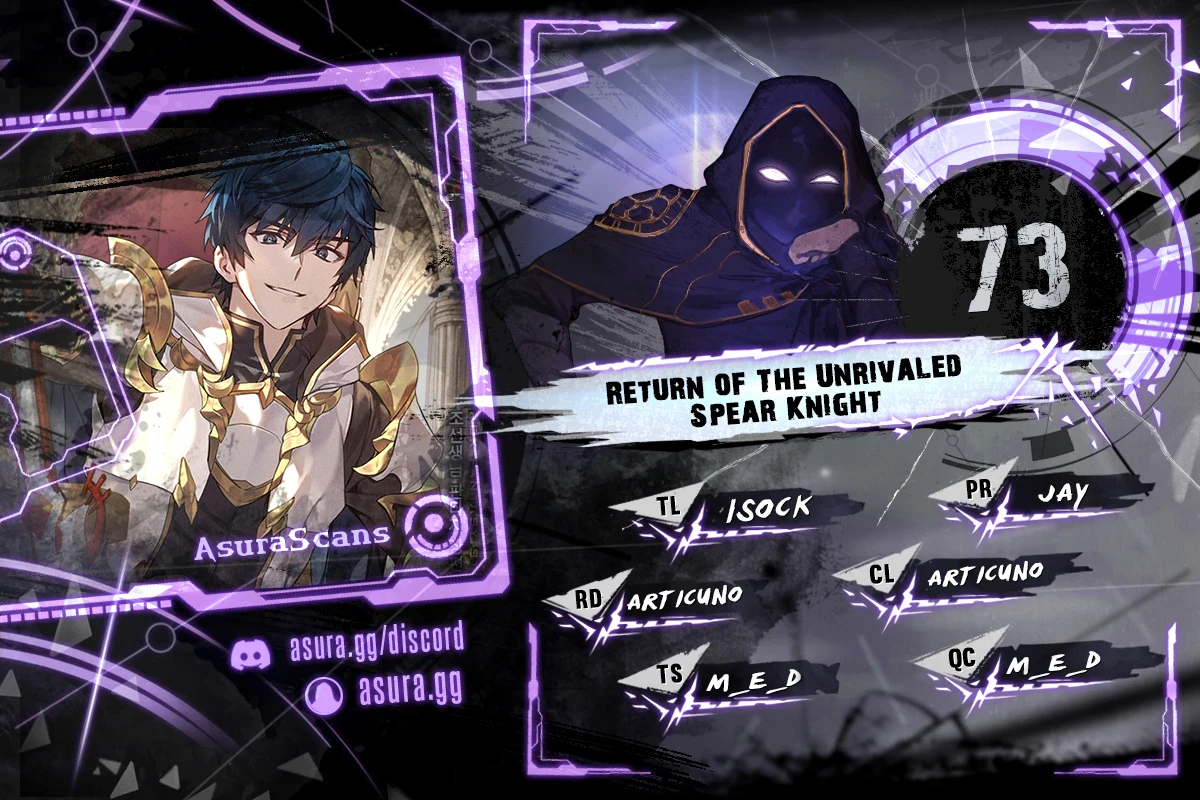 73
RETURN OF THE UNRIVALED
SPEAR KNIGHT
TL ISOCK
PR JAY
RD ARTICUNO
CL ARTICUNO
TS M_E_D
QC M_E_D
AsuraScans
asura.gg/discord
asura.gg